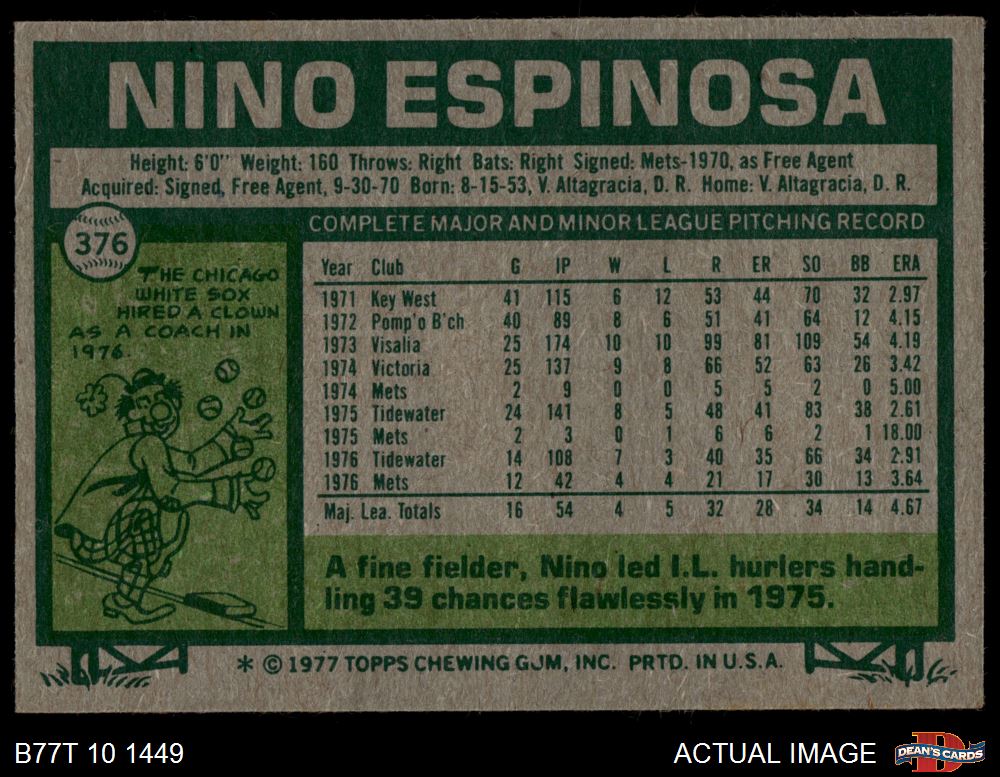 NINO ESPINOSA
Height: 6'0" Weight: 160 Throws: Right Bats: Right Signed: Mets-1970, as Free Agent
Acquired: Signed, Free Agent, 9-30-70 Born: 8-15-53, V. Altagracia, D. R. Home: V. Altagracia, D. R.
376
THE CHICAGO
WHITE SOX
HIRED A CLOWN
AS A COACH IN
1976.
COMPLETE MAJOR AND MINOR LEAGUE PITCHING RECORD
Year Club G IP W L R ER SO BB ERA
1971 Key West 41 115 6 12 53 44 70 32 2.97
1972 Pomp'o B'ch 40 89 8 6 51 41 64 12 4.15
1973 Visalia 25 174 10 10 99 81 109 54 4.19
1974 Victoria 25 137 9 8 66 52 63 26 3.42
1974 Mets 2 9 0 0 5 5 2 0 5.00
1975 Tidewater 24 141 8 5 48 41 83 38 2.61
1975 Mets 2 3 0 1 6 6 2 1 18.00
1976 Tidewater 14 108 7 3 40 35 66 34 2.91
1976 Mets 12 42 4 4 21 17 30 13 3.64
Maj. Lea. Totals 16 54 4 5 32 28 34 14 4.67
A fine fielder, Nino led I.L. hurlers hand-
ling 39 chances flawlessly in 1975.
* © 1977 TOPPS CHEWING GUM, INC. PRTD. IN U.S.A.
B77T 10 1449
ACTUAL IMAGE
D
DEAN'S CARDS